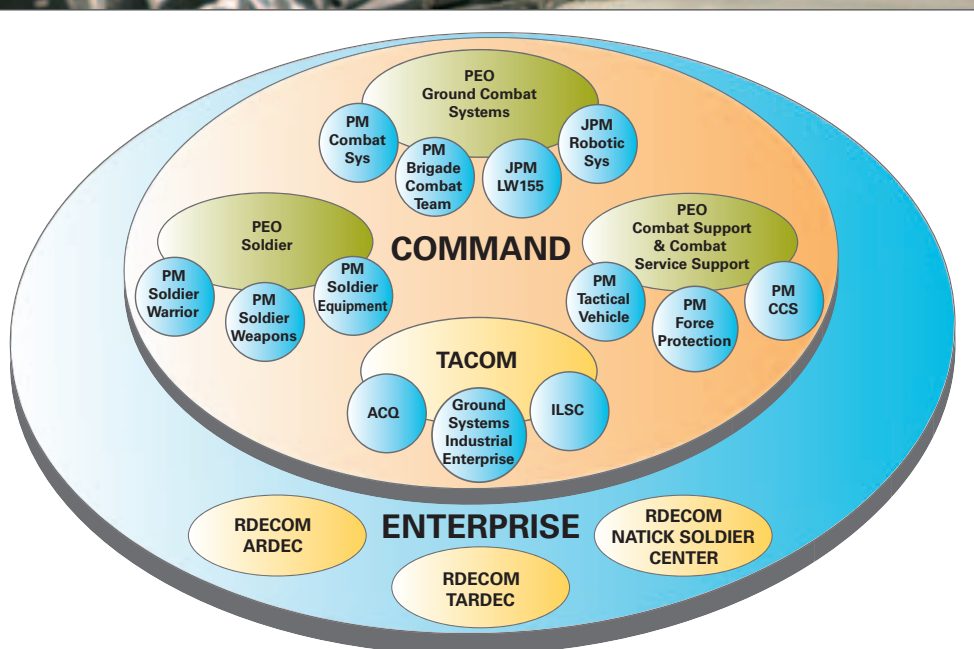 PEO
Ground Combat
Systems
PM
Combat
Sys
PM
Brigade
Combat
Team
JPM
LW155
JPM
Robotic
Sys
PEO
Soldier
PM
Soldier
Warrior
PM
Soldier
Weapons
PM
Soldier
Equipment
COMMAND
PEO
Combat Support
& Combat
Service Support
PM
Tactical
Vehicle
PM
Force
Protection
PM
CCS
TACOM
ACQ
Ground
Systems
Industrial
Enterprise
ILSC
ENTERPRISE
RDECOM
ARDEC
RDECOM
TARDEC
RDECOM
NATICK SOLDIER
CENTER